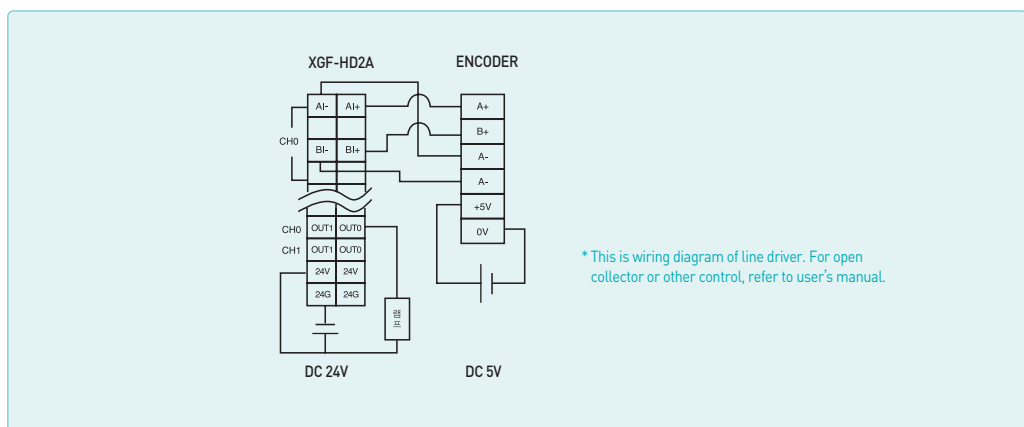 XGF-HD2A
ENCODER
AI- AI+
CH0
BI- BI+
CH0 OUT1 OUT0
CH1 OUT1 OUT0
24V 24V
24G 24G
램
프
DC 24V
A+
B+
A-
A-
+5V
0V
DC 5V
* This is wiring diagram of line driver. For open
collector or other control, refer to user's manual.